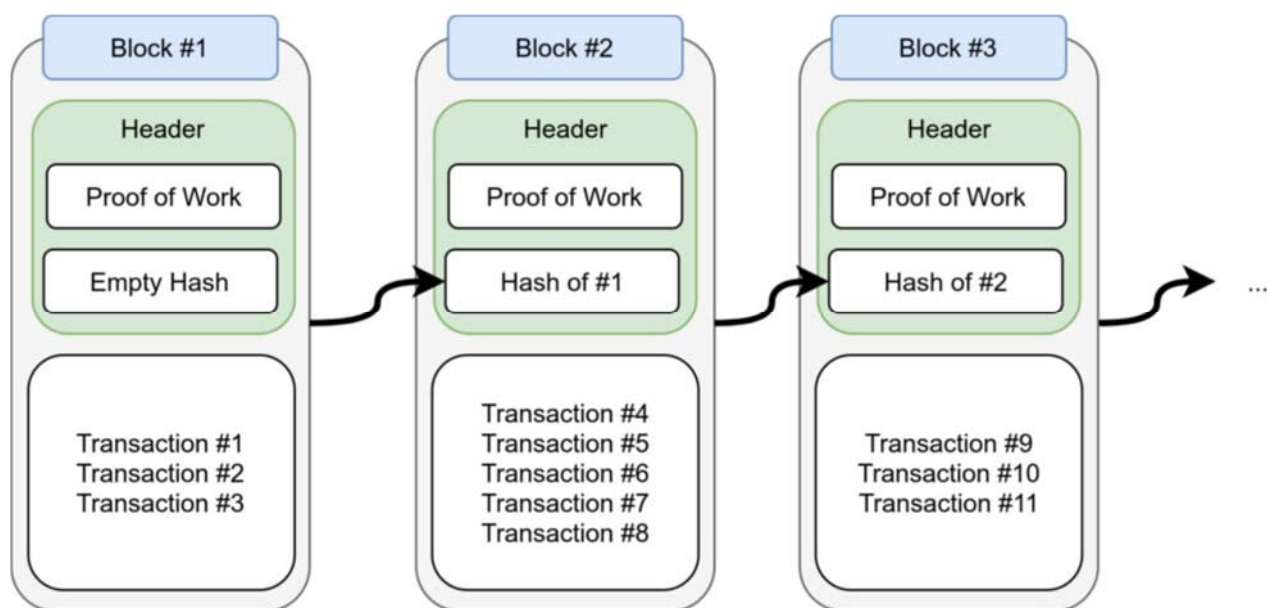 Block #1
Header
Proof of Work
Empty Hash
Transaction #1
Transaction #2
Transaction #3
Block #2
Header
Proof of Work
Hash of #1
Transaction #4
Transaction #5
Transaction #6
Transaction #7
Transaction #8
Block #3
Header
Proof of Work
Hash of #2
Transaction #9
Transaction #10
Transaction #11
...